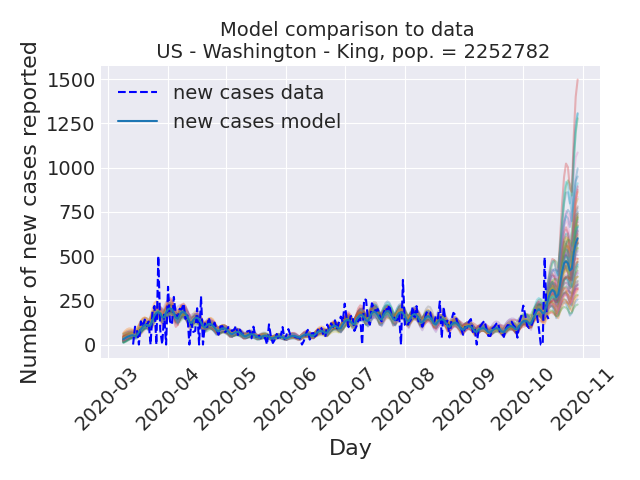 Model comparison to data
US - Washington - King, pop. = 2252782
Number of new cases reported
1500
1250
1000
750
500
250
0
new cases data
new cases model
2020-03
2020-04
2020-05
2020-06
2020-07
2020-08
2020-09
2020-10
2020-11
Day